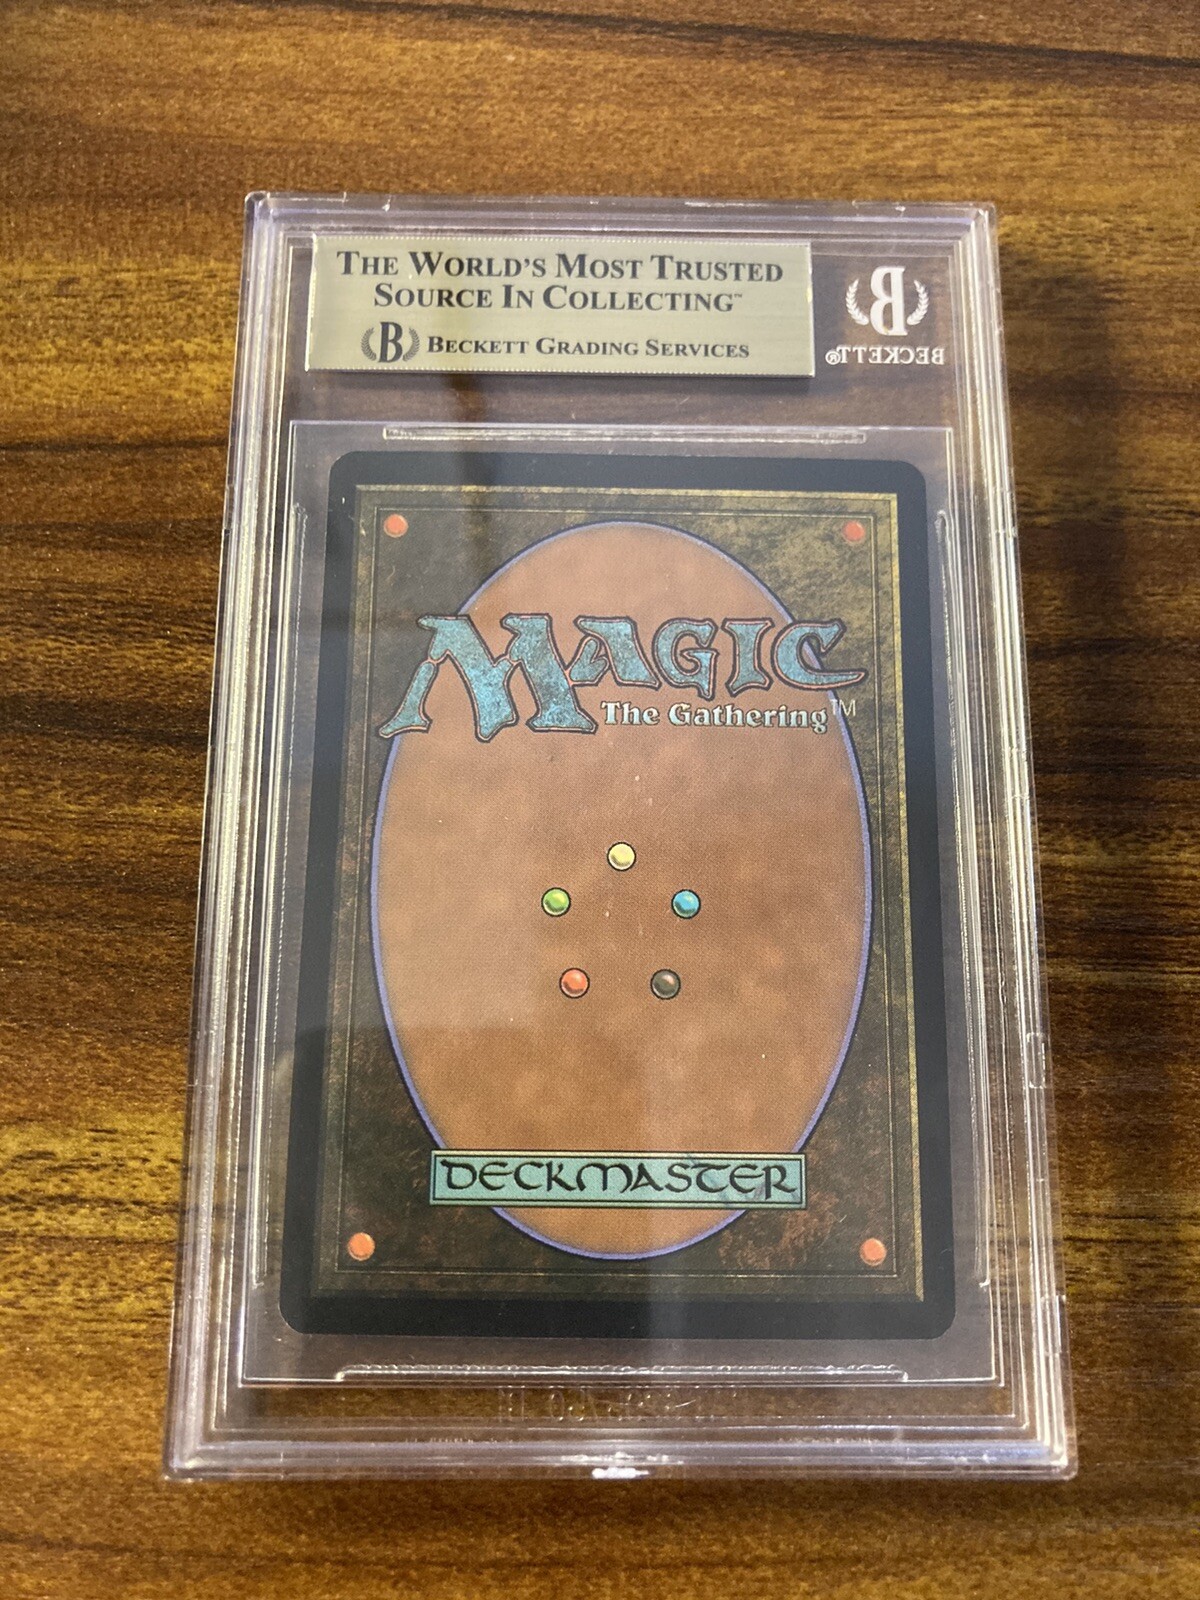 THE WORLD'S MOST TRUSTED
SOURCE IN COLLECTING™
B BECKETT GRADING SERVICES
B
BECKETT®
MAGIC
The Gathering™
DECKMASTER